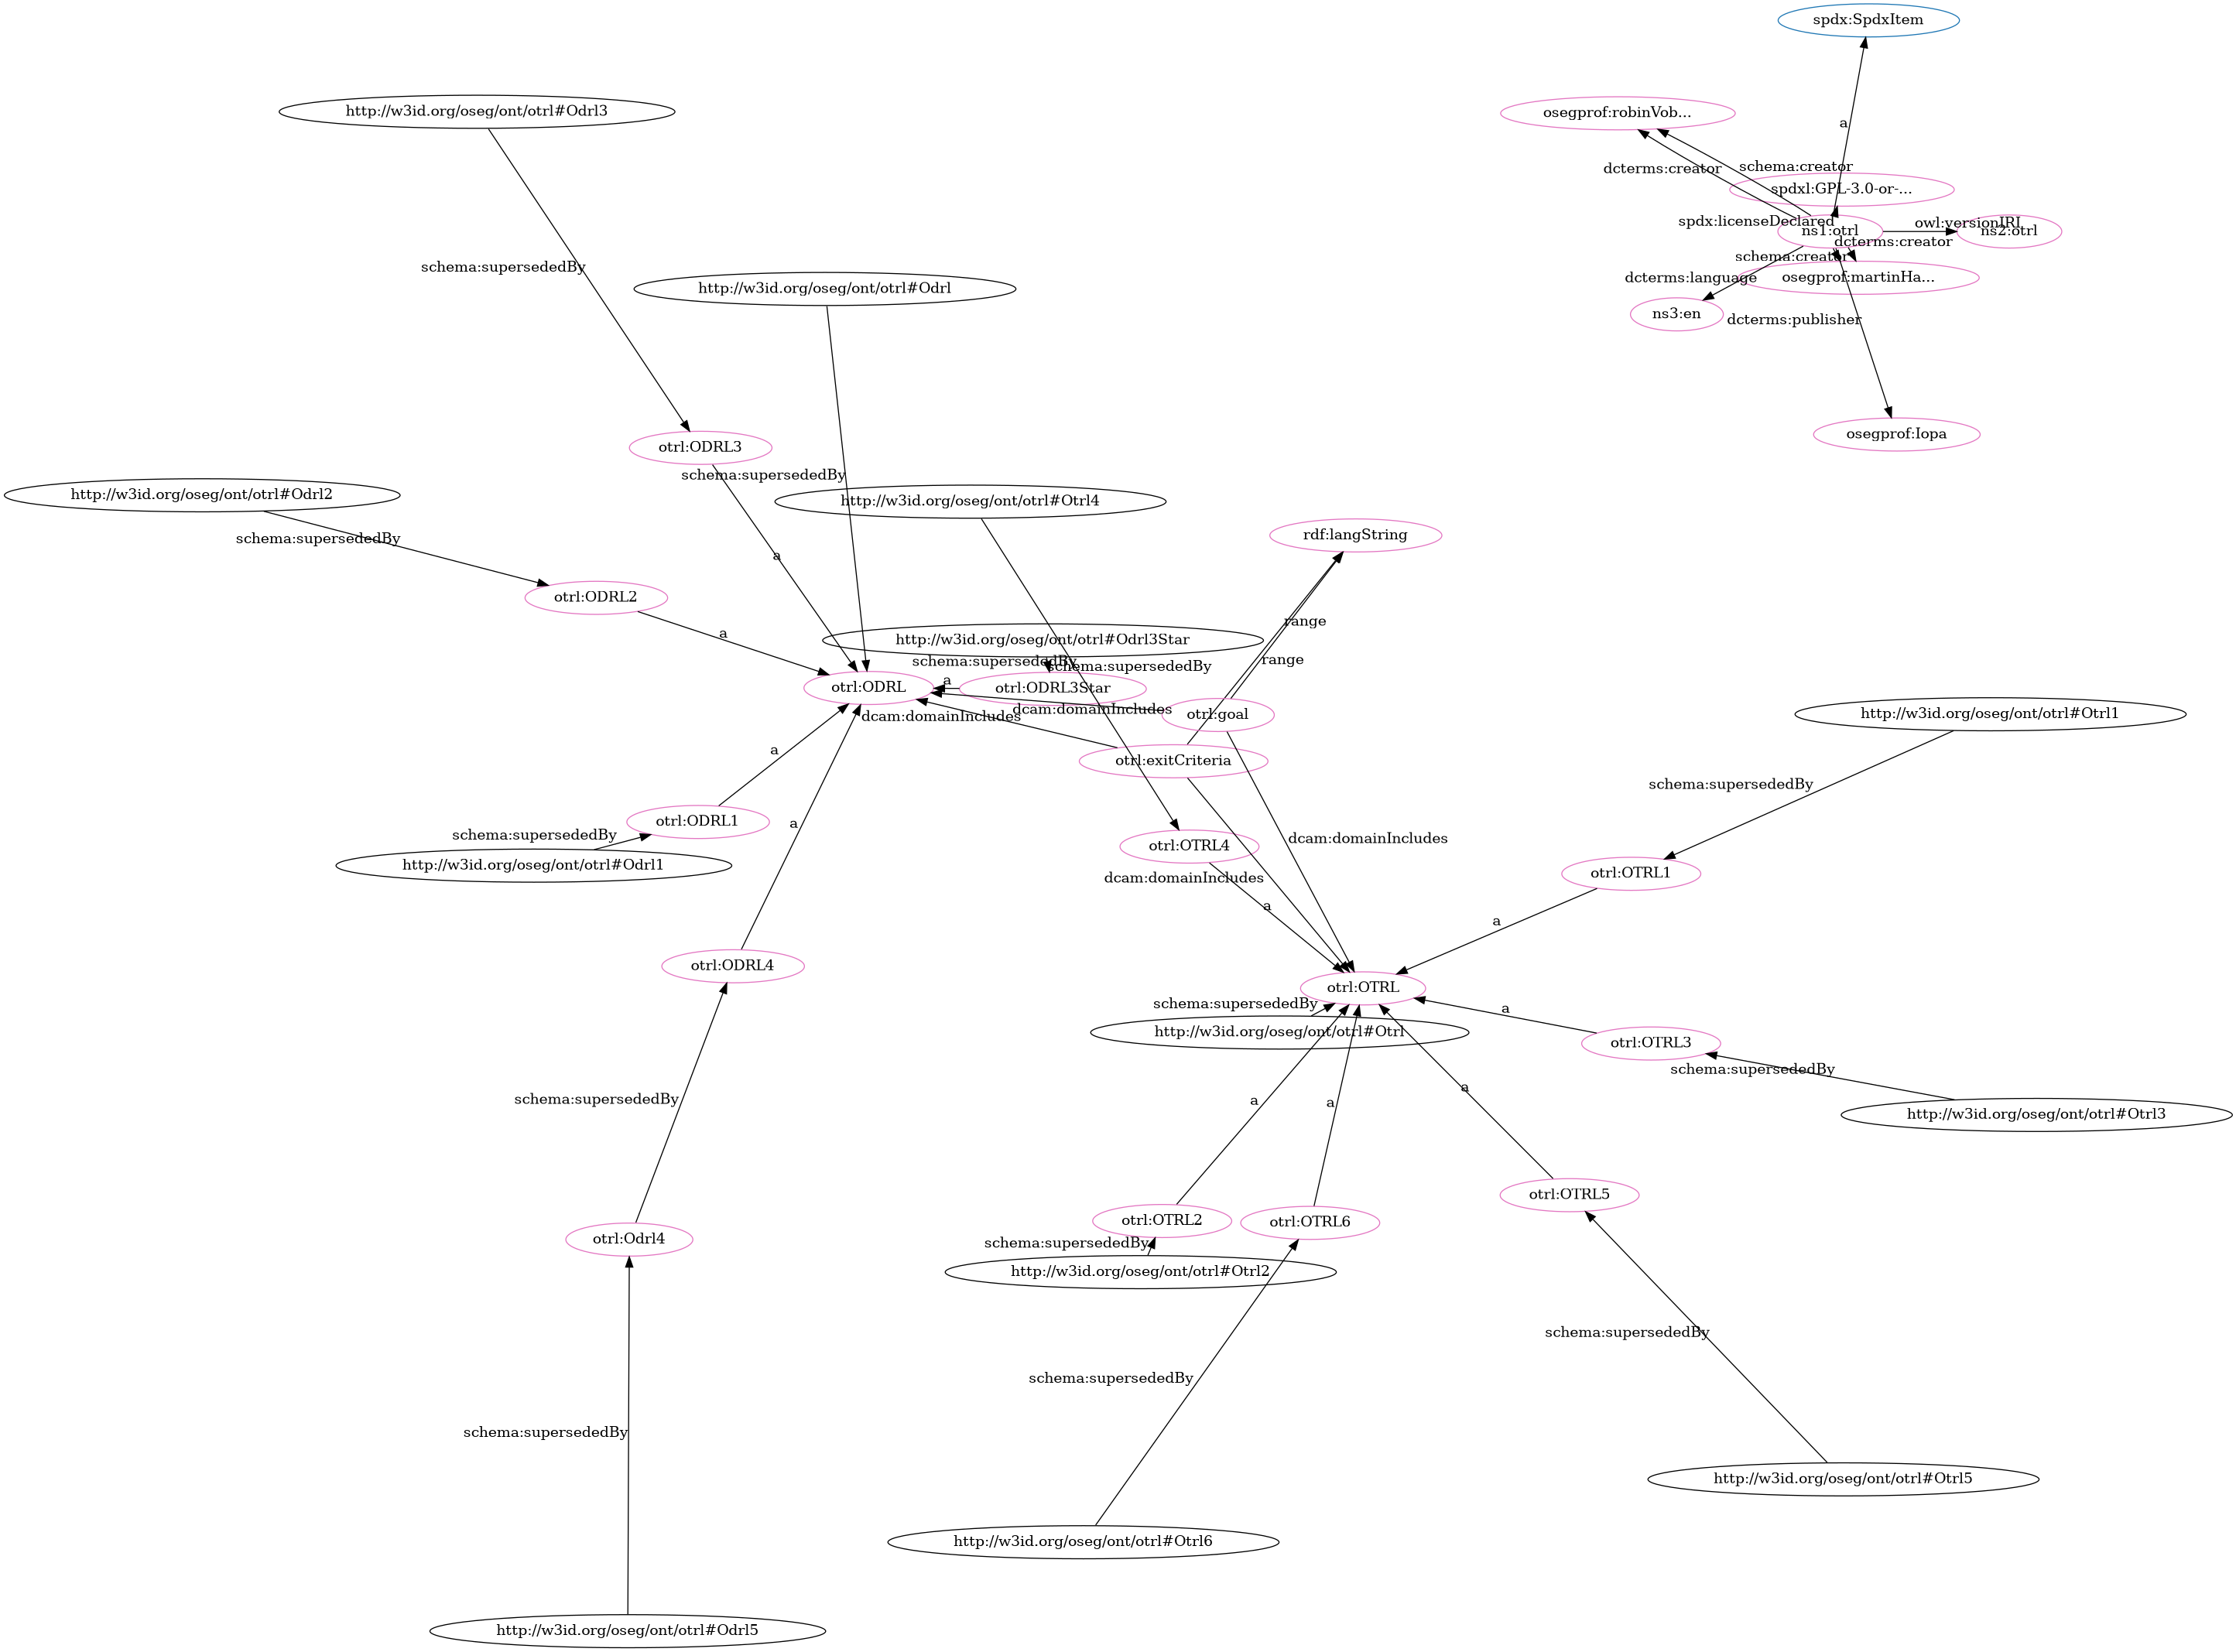 spdx:SpdxItem
http://w3id.org/oseg/ont/otrl#Odrl3
osegprof:robinVob...
a
schema:creator
dcterms:creator
spdxl:GPL-3.0-or-...
spdx:licenseDeclared
owl:versionIRI
ns1:otrl
ns2:otrl
dcterms:creator
schema:creator
schema:supersededBy
dcterms:language
osegprof:martinHa...
http://w3id.org/oseg/ont/otrl#Odrl
ns3:en
dcterms:publisher
osegprof:Iopa
otrl:ODRL3
schema:supersededBy
http://w3id.org/oseg/ont/otrl#Odrl2
http://w3id.org/oseg/ont/otrl#Otrl4
rdf:langString
schema:supersededBy
a
otrl:ODRL2
range
a
http://w3id.org/oseg/ont/otrl#Odrl3Star
schema:supersededBy
schema:supersededBy
range
a
otrl:ODRL
otrl:ODRL3Star
dcam:domainIncludes
otrl:goal
dcam:domainIncludes
http://w3id.org/oseg/ont/otrl#Otrl1
a
otrl:exitCriteria
schema:supersededBy
otrl:ODRL1
a
schema:supersededBy
dcam:domainIncludes
otrl:OTRL4
http://w3id.org/oseg/ont/otrl#Odrl1
otrl:OTRL1
dcam:domainIncludes
a
a
otrl:ODRL4
otrl:OTRL
schema:supersededBy
a
http://w3id.org/oseg/ont/otrl#Otrl
otrl:OTRL3
schema:supersededBy
a
schema:supersededBy
a
a
http://w3id.org/oseg/ont/otrl#Otrl3
otrl:OTRL5
otrl:OTRL2
otrl:OTRL6
otrl:Odrl4
schema:supersededBy
http://w3id.org/oseg/ont/otrl#Otrl2
schema:supersededBy
schema:supersededBy
schema:supersededBy
http://w3id.org/oseg/ont/otrl#Otrl5
http://w3id.org/oseg/ont/otrl#Otrl6
http://w3id.org/oseg/ont/otrl#Odrl5